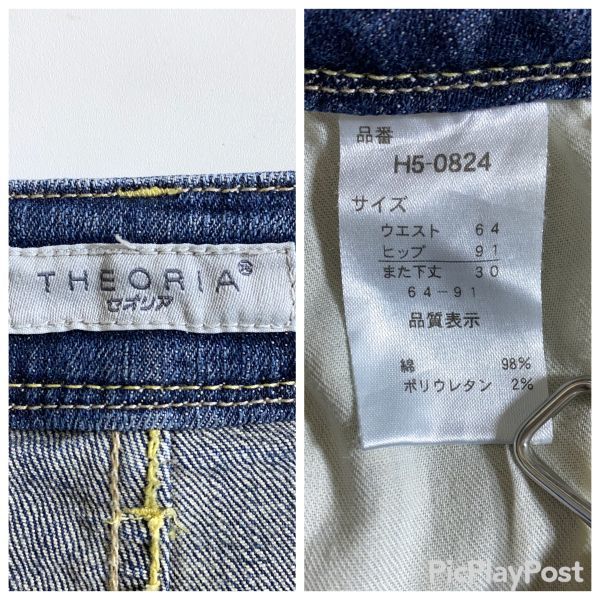 THEORIA®
セオリア
品番
H5-0824
サイズ
ウエスト 64
ヒップ 91
また下丈 30
64-91
品質表示
綿 98%
ポリウレタン 2%
PicPlayPost